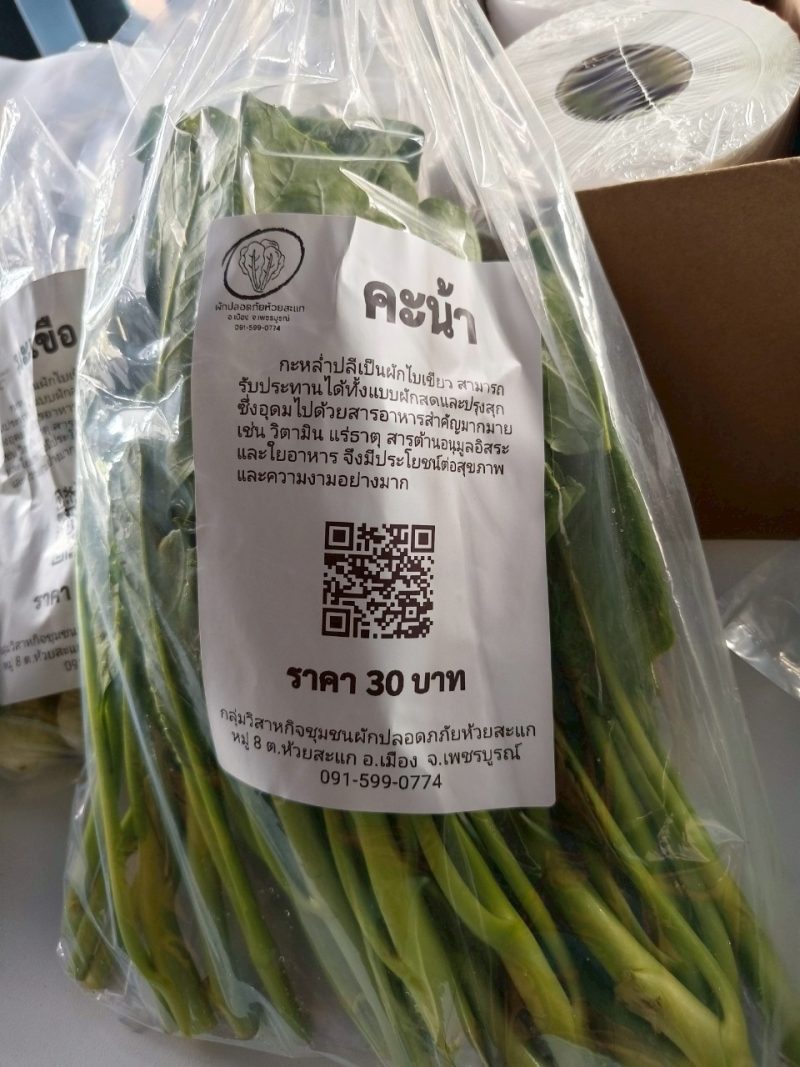 ผักปลอดภัยห้วยสะแก
อ.เมือง จ.เพชรบูรณ์
091-599-0774
คะน้า
กะหล่ำปลีเป็นผักใบเขียว สามารถ
รับประทานได้ทั้งแบบผักสดและปรุงสุก
ซึ่งอุดมไปด้วยสารอาหารสำคัญมากมาย
เช่น วิตามิน แร่ธาตุ สารต้านอนุมูลอิสระ
และใยอาหาร จึงมีประโยชน์ต่อสุขภาพ
และความงามอย่างมาก
ราคา 30 บาท
กลุ่มวิสาหกิจชุมชนผักปลอดภภัยห้วยสะแก
หมู่ 8 ต.ห้วยสะแก อ.เมือง จ.เพชรบูรณ์
091-599-0774
ราคา
หมู่ 8 ต.ห้วยสะแ
09